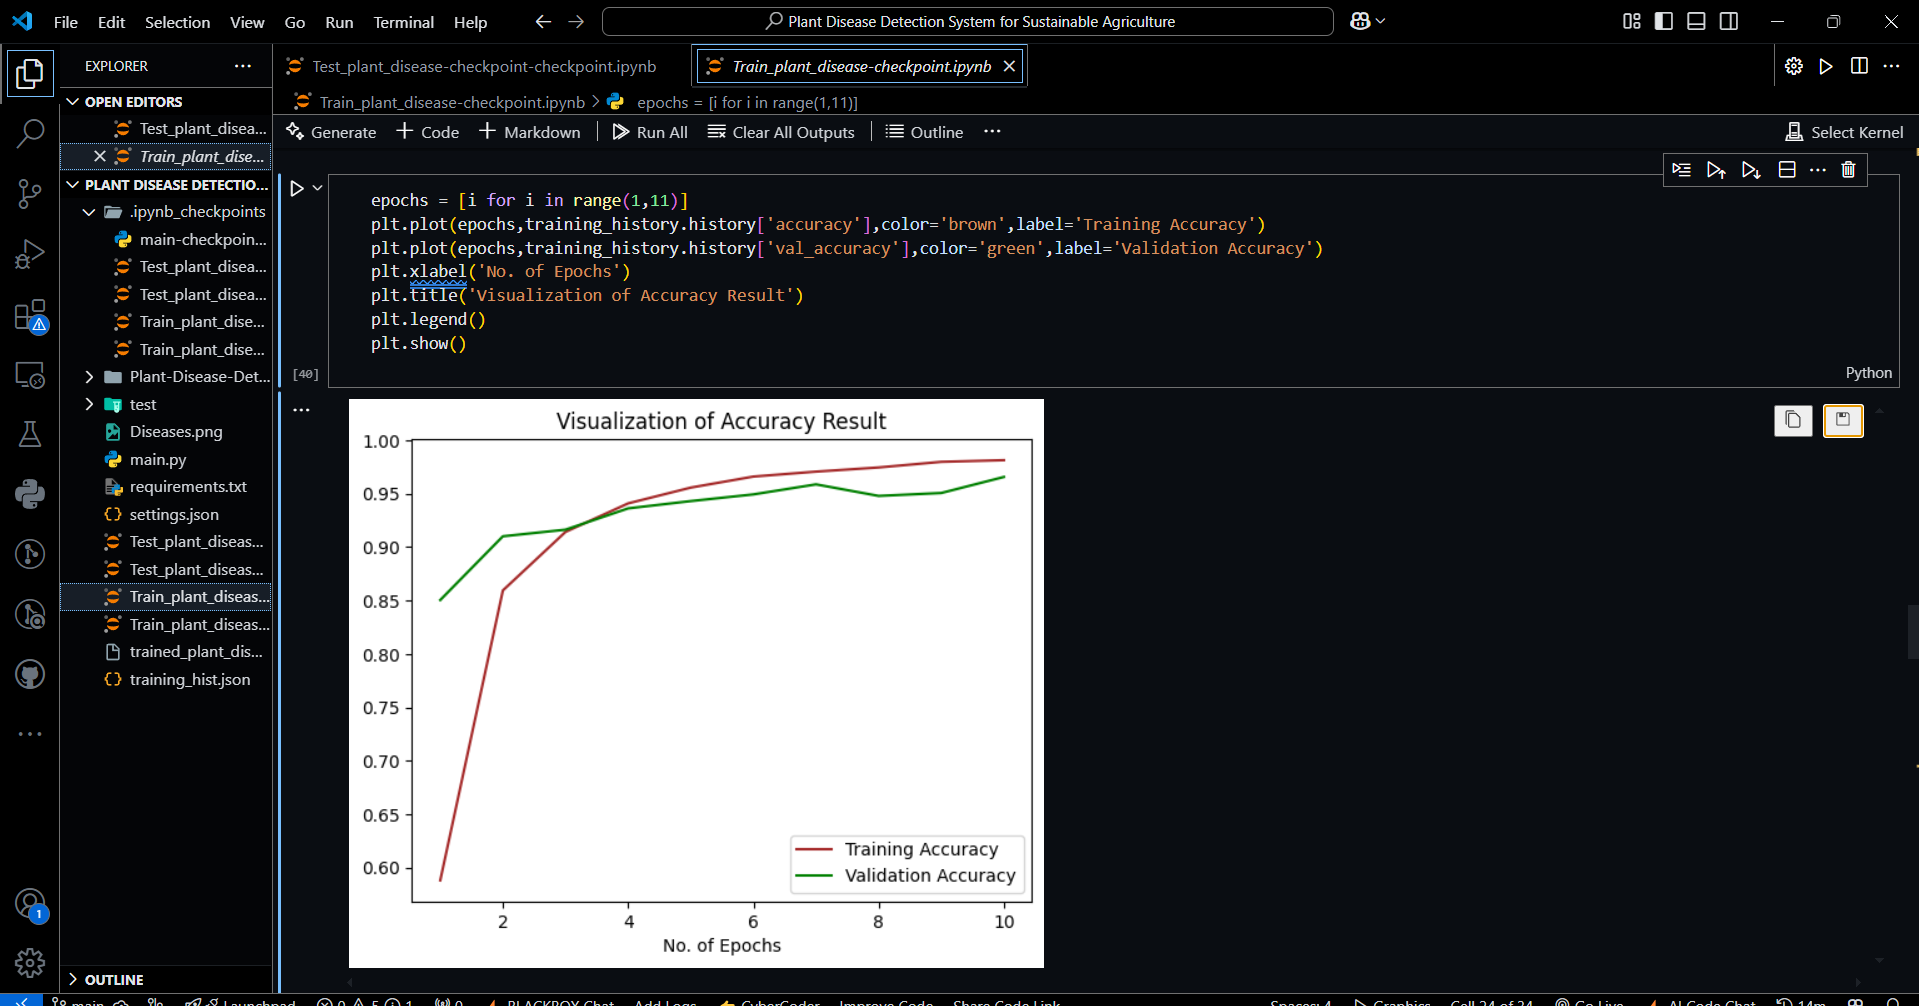 File Edit Selection View Go Run Terminal Help
Plant Disease Detection System for Sustainable Agriculture
EXPLORER
OPEN EDITORS
Test_plant_disea...
Train_plant_dise...
PLANT DISEASE DETECTIO...
.ipynb_checkpoints
main-checkpoin...
Test_plant_disea...
Test_plant_disea...
Train_plant_dise...
Train_plant_dise...
Plant-Disease-Det...
test
Diseases.png
main.py
requirements.txt
settings.json
Test_plant_diseas...
Test_plant_diseas...
Train_plant_diseas...
Train_plant_diseas...
trained_plant_dis...
training_hist.json
OUTLINE
1
Test_plant_disease-checkpoint-checkpoint.ipynb
Train_plant_disease-checkpoint.ipynb
Train_plant_disease-checkpoint.ipynb > epochs = [i for i in range(1,11)]
Generate + Code + Markdown Run All Clear All Outputs Outline ... Select Kernel
epochs = [i for i in range(1,11)]
plt.plot(epochs,training_history.history['accuracy'],color='brown',label='Training Accuracy')
plt.plot(epochs,training_history.history['val_accuracy'],color='green',label='Validation Accuracy')
plt.xlabel('No. of Epochs')
plt.title('Visualization of Accuracy Result')
plt.legend()
plt.show()
[40]
Python
Visualization of Accuracy Result
1.00
0.95
0.90
0.85
0.80
0.75
0.70
0.65
0.60
Training Accuracy
Validation Accuracy
2 4 6 8 10
No. of Epochs
main Launchpad 0 5 1 0 BLACKBOX Chat Add Logs CyberCoder Improve Code Share Code Link Spaces: 4 Graphics Cell 24 of 34 Go Live AI Code Chat 14m